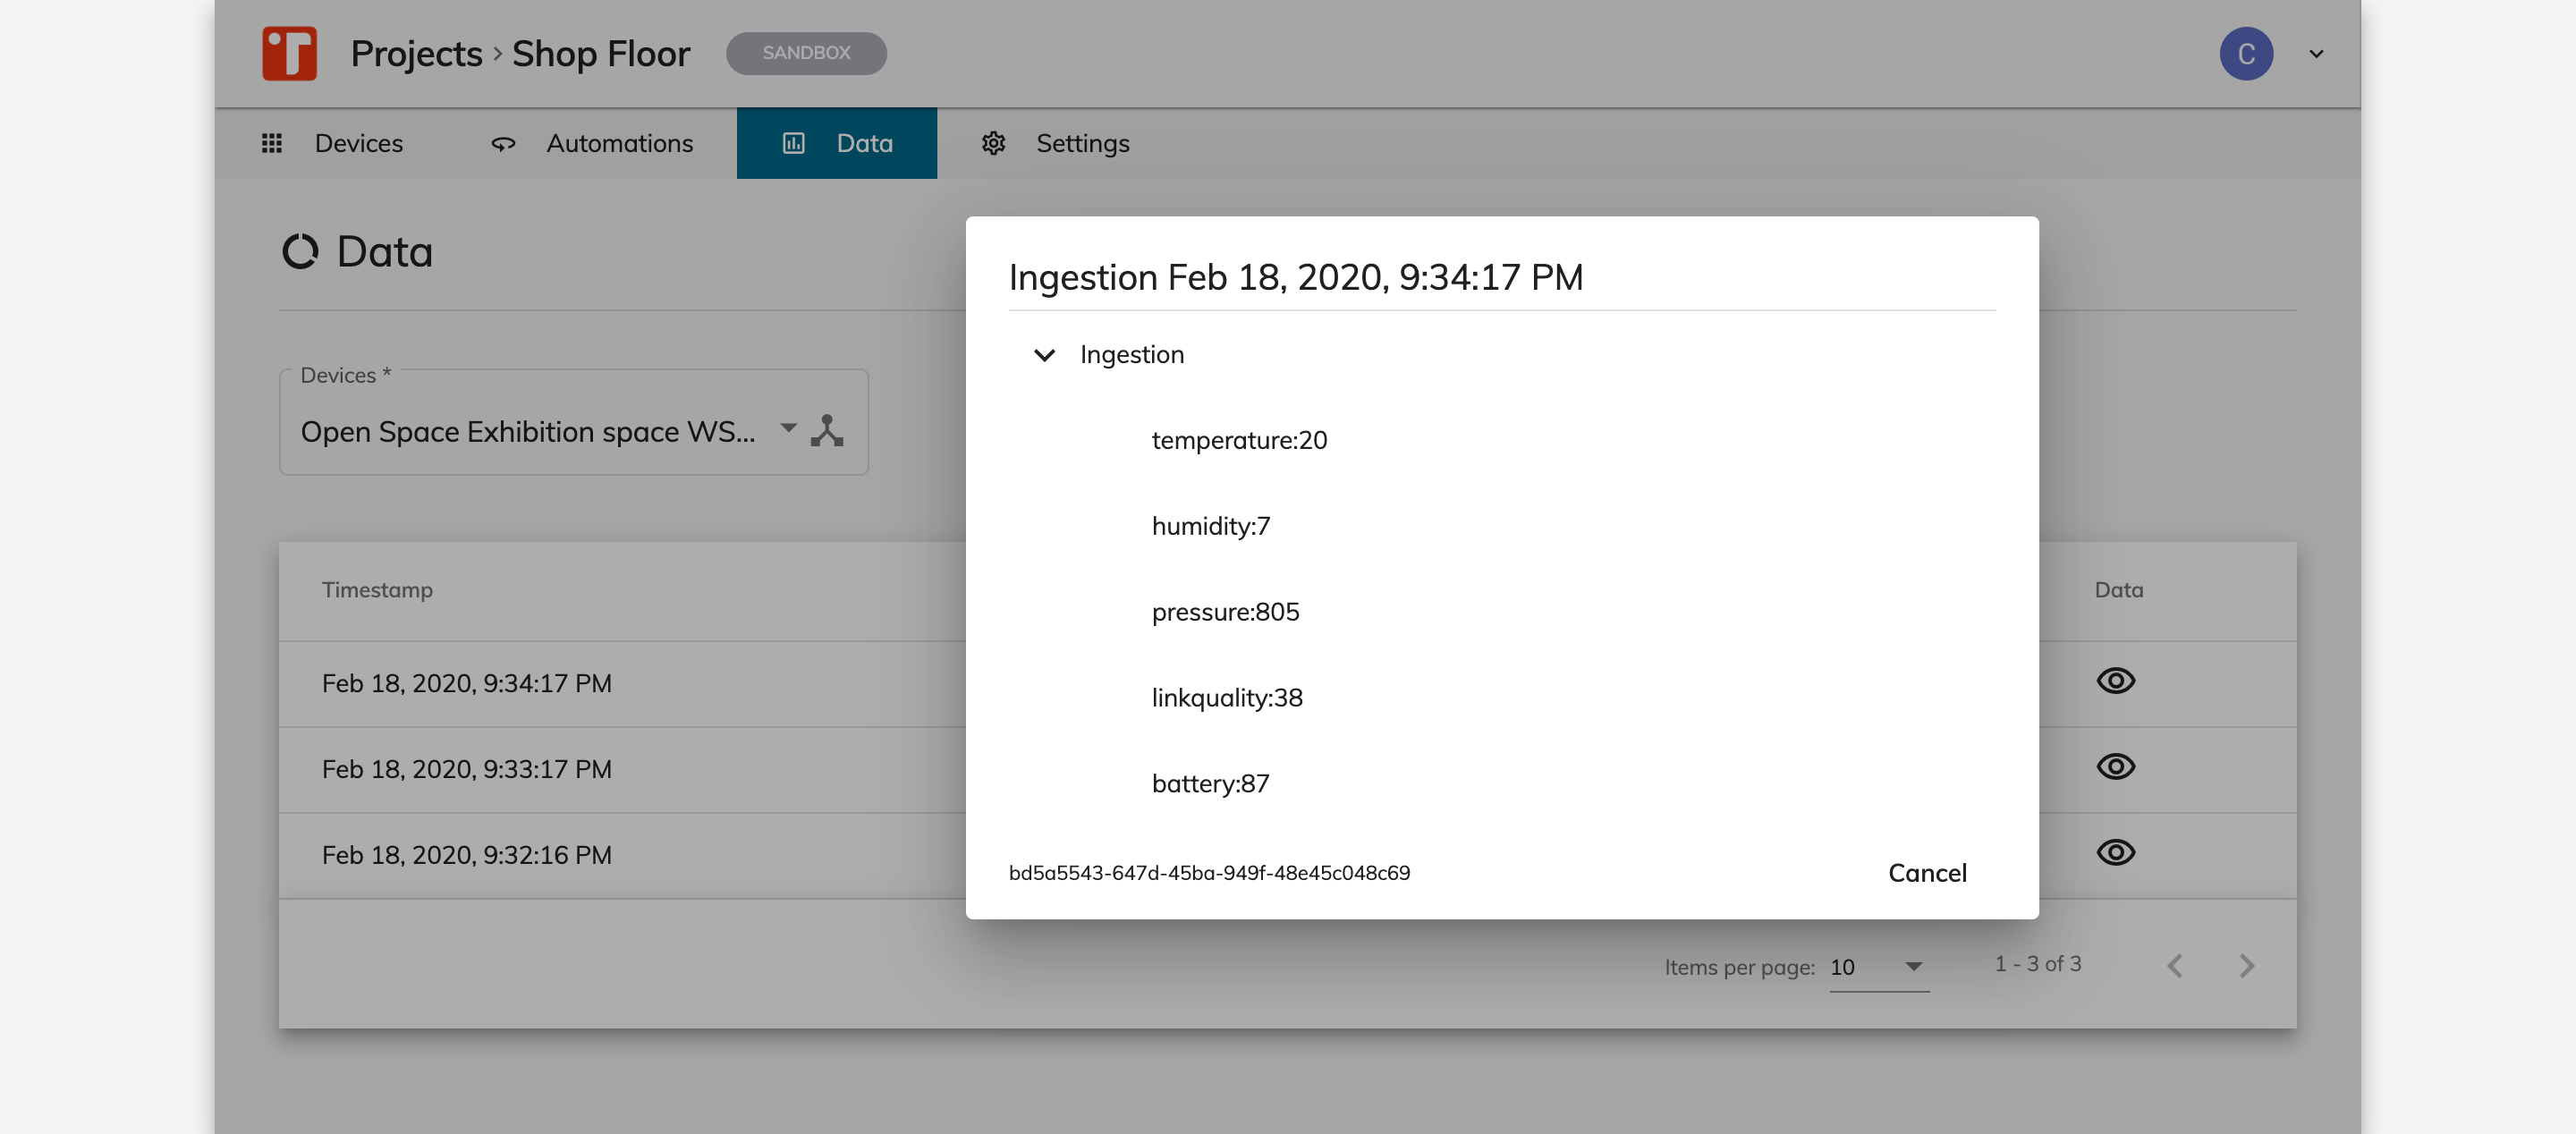 Projects › Shop Floor SANDBOX C
Devices Automations Data Settings
Data
Devices *
Open Space Exhibition space WS...
Timestamp Data
Feb 18, 2020, 9:34:17 PM
Feb 18, 2020, 9:33:17 PM
Feb 18, 2020, 9:32:16 PM
Items per page: 10 1 - 3 of 3
Ingestion Feb 18, 2020, 9:34:17 PM
Ingestion
temperature:20
humidity:7
pressure:805
linkquality:38
battery:87
bd5a5543-647d-45ba-949f-48e45c048c69 Cancel